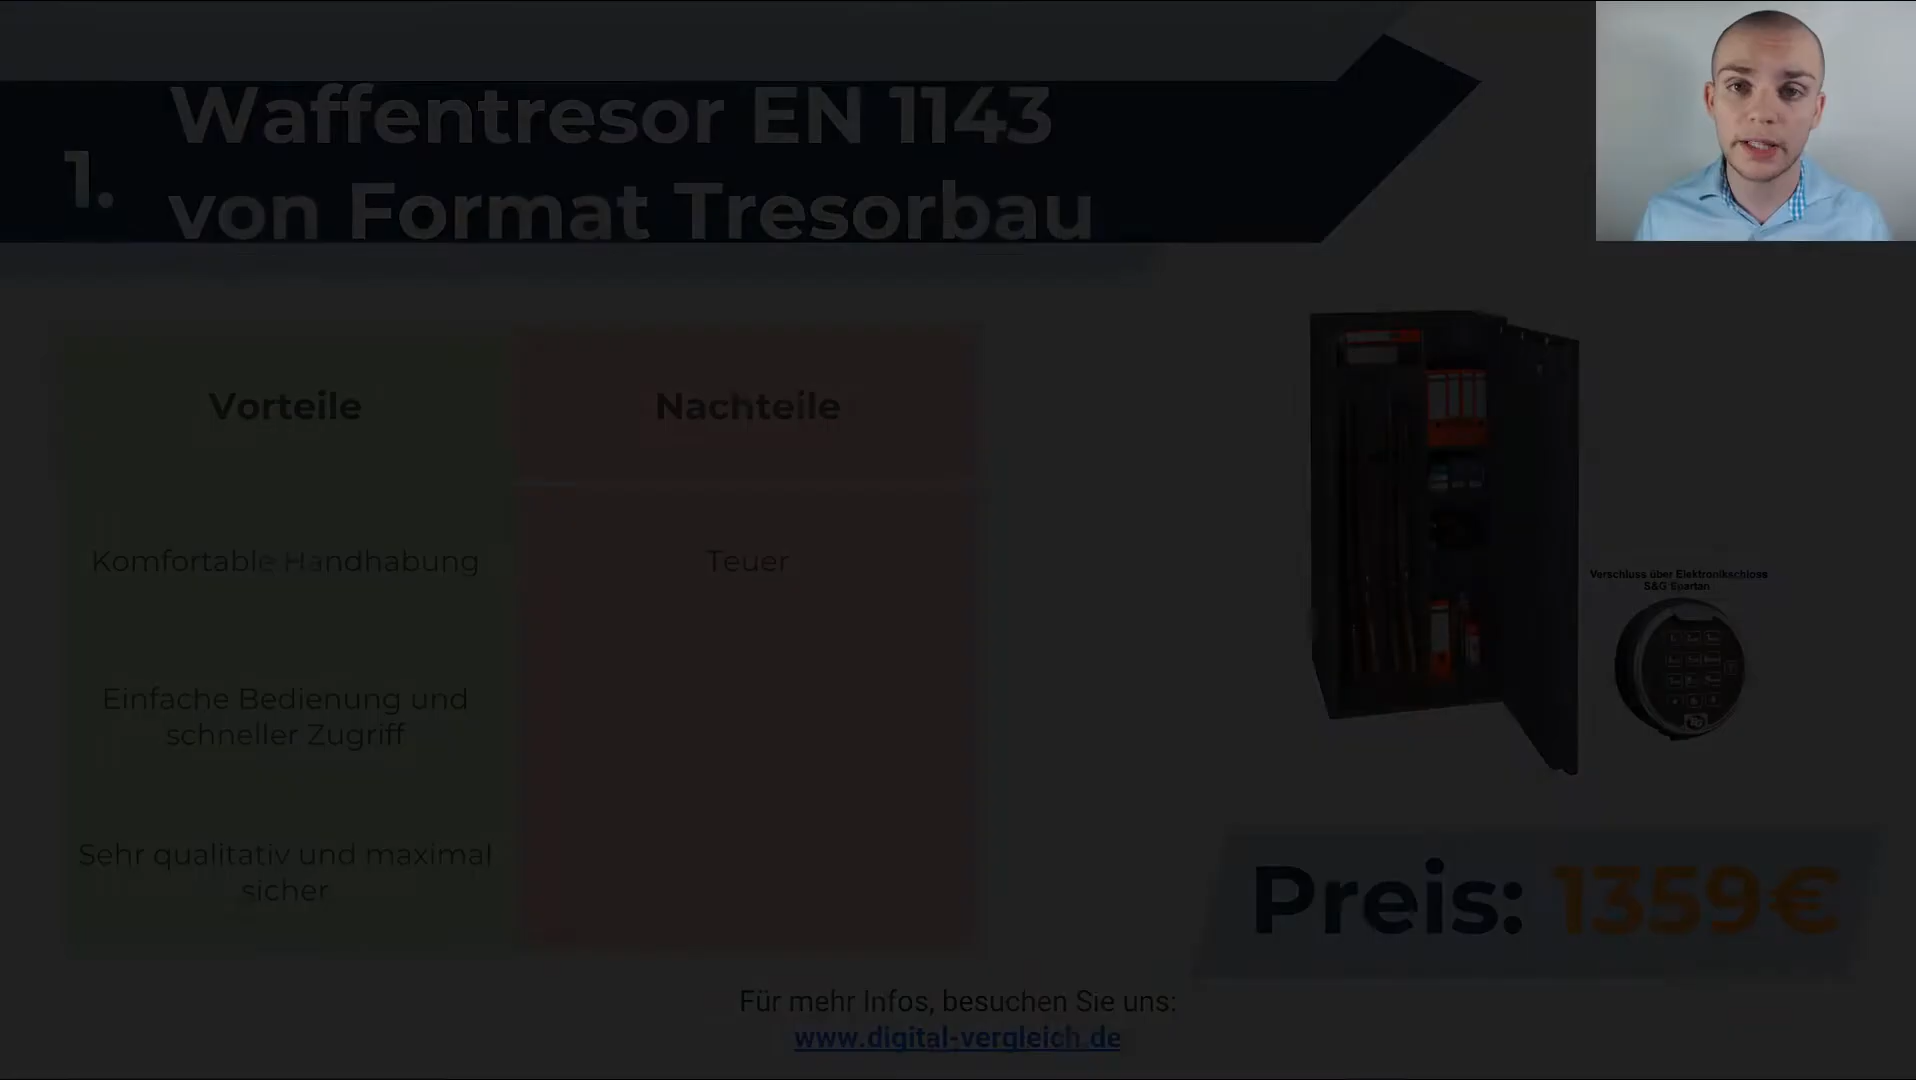 1.
Waffentresor EN 1143
von Format Tresorbau
Vorteile
Nachteile
Komfortable Handhabung
Teuer
Einfache Bedienung und
schneller Zugriff
Sehr qualitativ und maximal
sicher
Verschluss über Elektronikschloss
S&G Spartan
Preis: 1359€
Für mehr Infos, besuchen Sie uns:
www.digital-vergleich.de